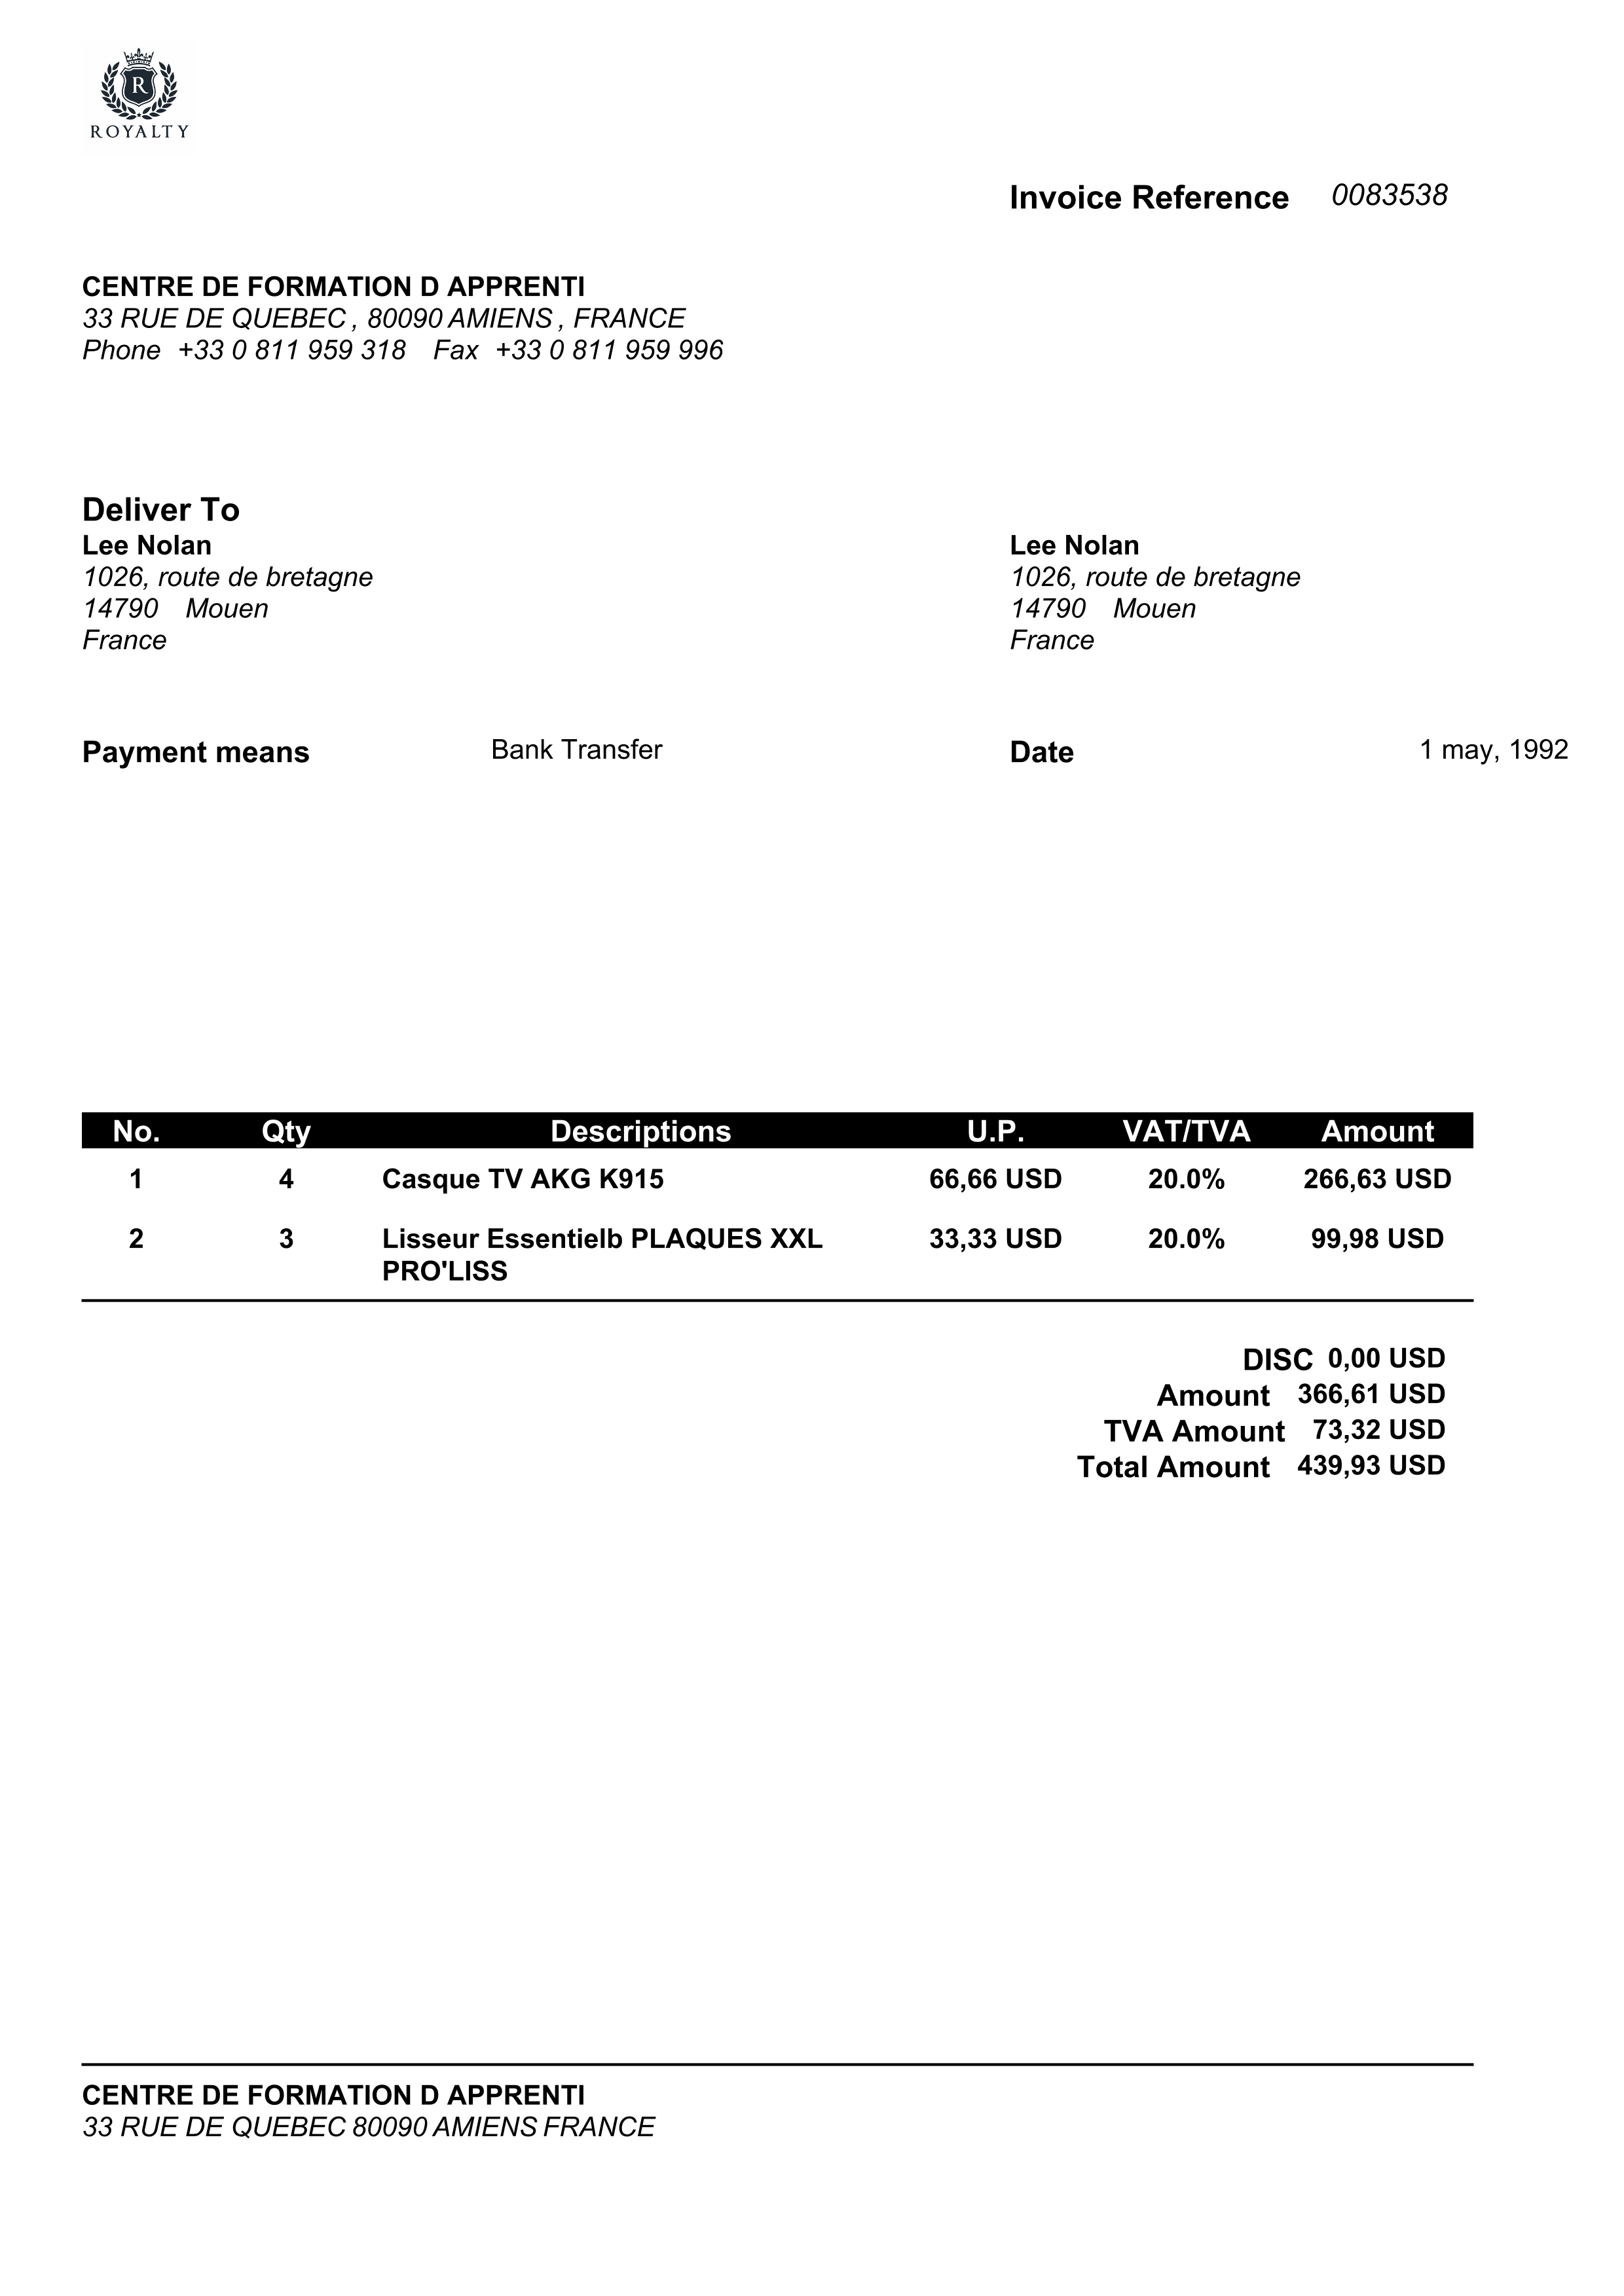 R
ROYALTY
Invoice Reference 0083538
CENTRE DE FORMATION D APPRENTI
33 RUE DE QUEBEC , 80090 AMIENS , FRANCE
Phone +33 0 811 959 318 Fax +33 0 811 959 996
Deliver To
Lee Nolan
1026, route de bretagne
14790 Mouen
France
Lee Nolan
1026, route de bretagne
14790 Mouen
France
Payment means Bank Transfer Date 1 may, 1992
No. Qty Descriptions U.P. VAT/TVA Amount
1 4 Casque TV AKG K915 66,66 USD 20.0% 266,63 USD
2 3 Lisseur Essentielb PLAQUES XXL 33,33 USD 20.0% 99,98 USD
PRO'LISS
DISC 0,00 USD
Amount 366,61 USD
TVA Amount 73,32 USD
Total Amount 439,93 USD
CENTRE DE FORMATION D APPRENTI
33 RUE DE QUEBEC 80090 AMIENS FRANCE